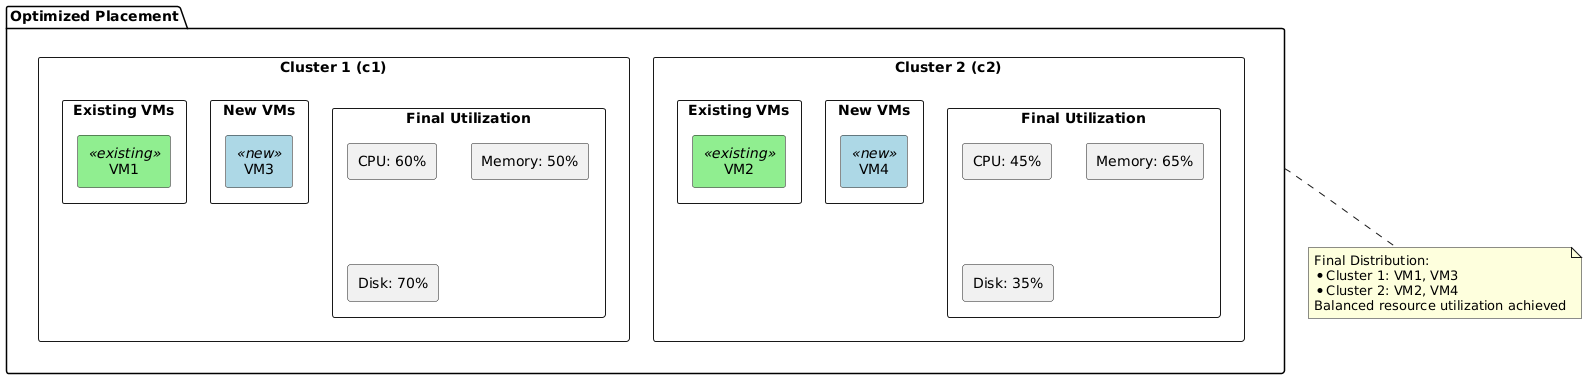 Optimized Placement
Cluster 1 (c1)
Existing VMs
«existing»
VM1
New VMs
«new»
VM3
Final Utilization
CPU: 60%
Memory: 50%
Disk: 70%
Cluster 2 (c2)
Existing VMs
«existing»
VM2
New VMs
«new»
VM4
Final Utilization
CPU: 45%
Memory: 65%
Disk: 35%
Final Distribution:
• Cluster 1: VM1, VM3
• Cluster 2: VM2, VM4
Balanced resource utilization achieved